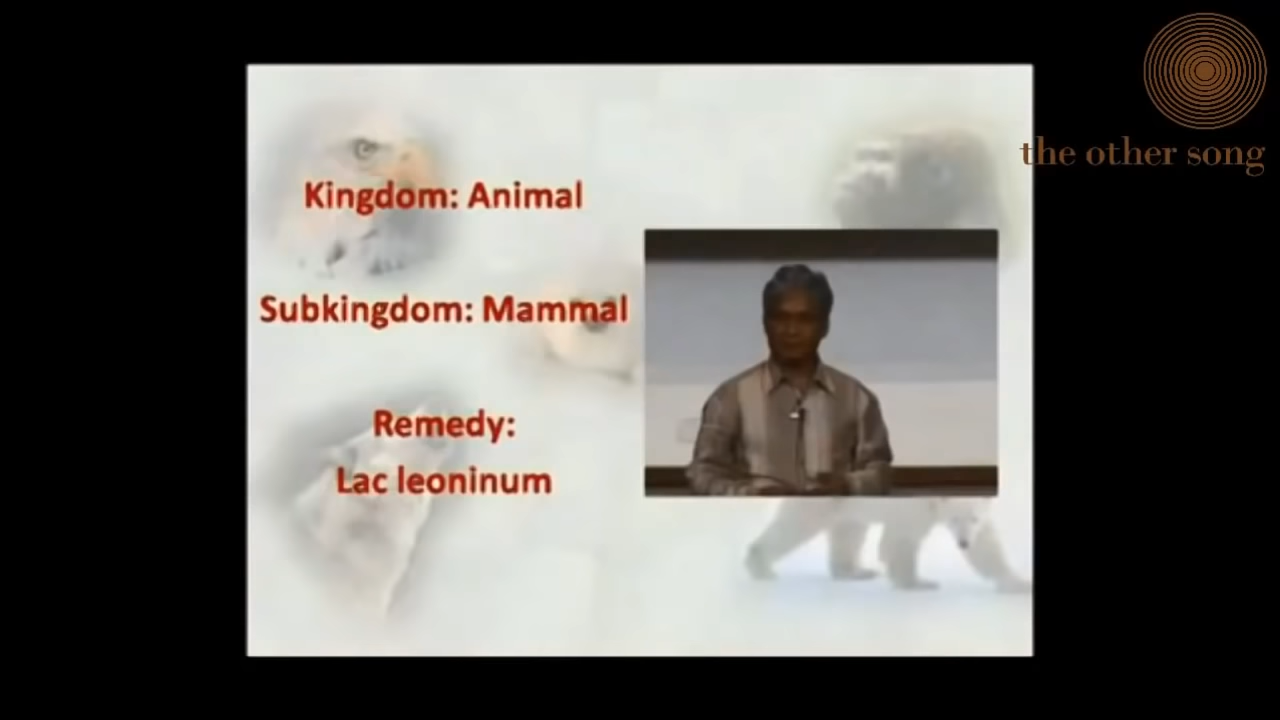 the other song
Kingdom: Animal
Subkingdom: Mammal
Remedy:
Lac leoninum